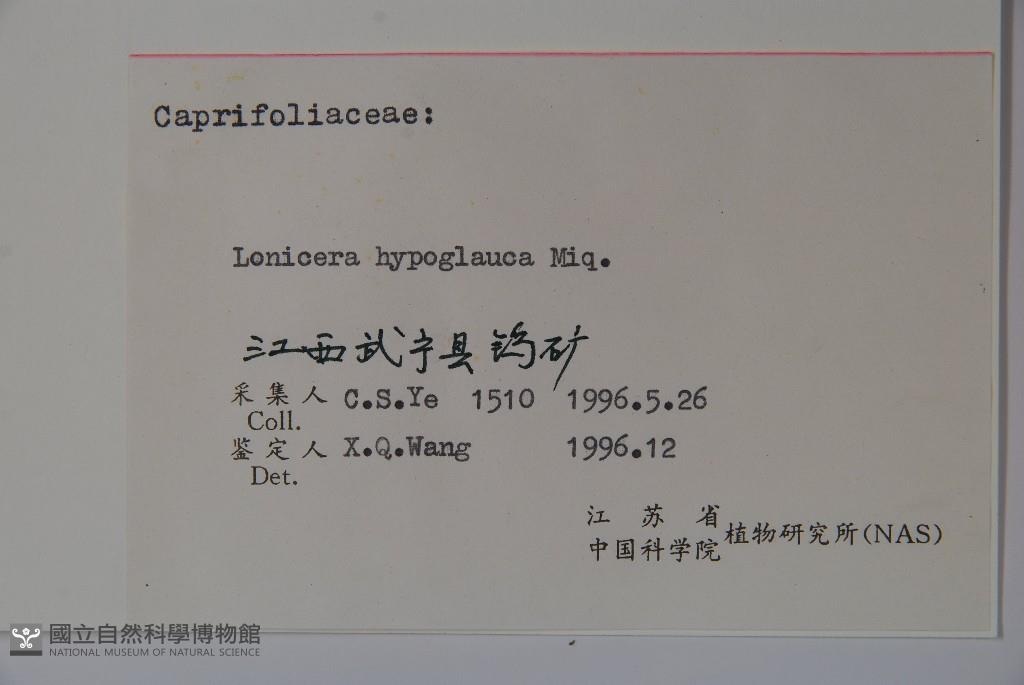 Caprifoliaceae:
Lonicera hypoglauca Miq.
江西武宁县钨矿
采集人 C.S.Ye 1510 1996.5.26
Coll.
鉴定人 X.Q.Wang 1996.12
Det.
江苏省
中国科学院植物研究所(NAS)
國立自然科學博物館
NATIONAL MUSEUM OF NATURAL SCIENCE